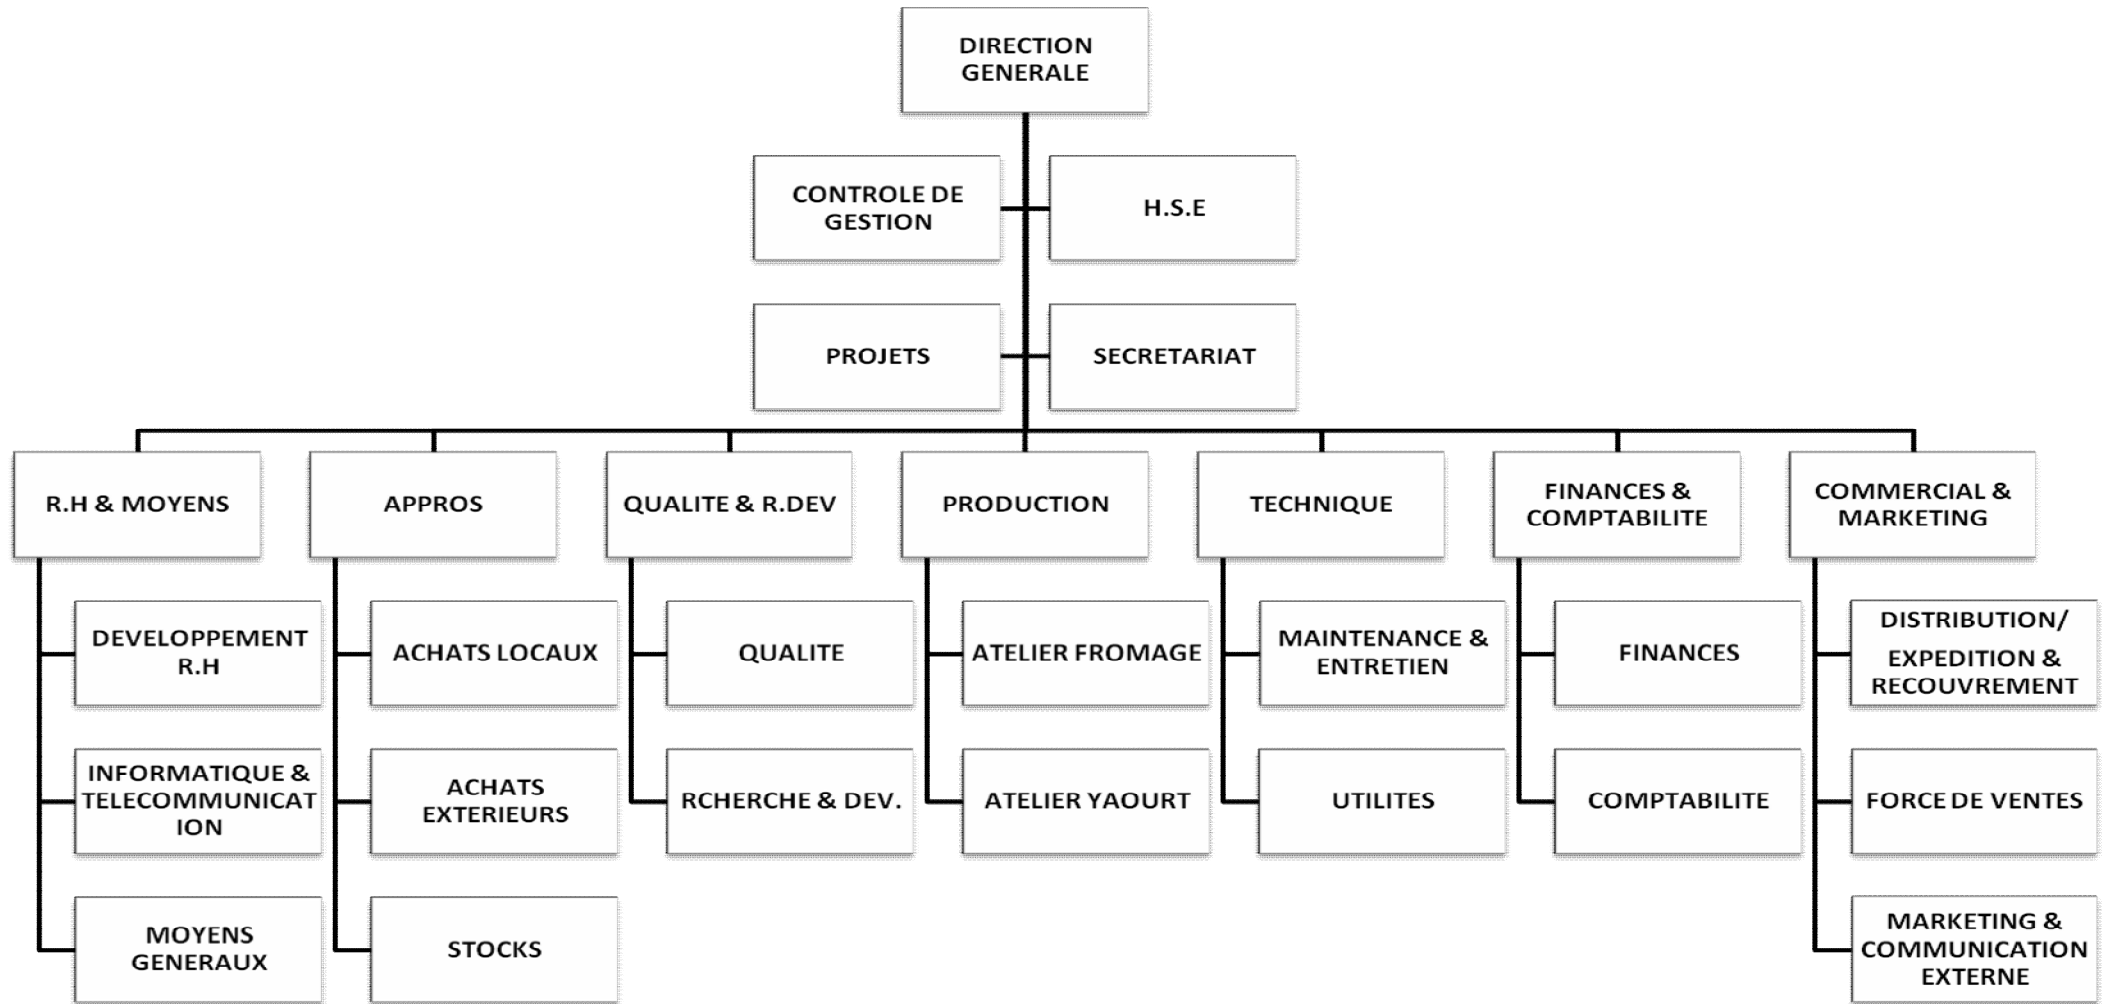 DIRECTION
GENERALE
CONTROLE DE
GESTION
H.S.E
PROJETS
SECRETARIAT
R.H & MOYENS
APPROS
QUALITE & R.DEV
PRODUCTION
TECHNIQUE
FINANCES &
COMPTABILITE
COMMERCIAL &
MARKETING
DEVELOPPEMENT
R.H
ACHATS LOCAUX
QUALITE
ATELIER FROMAGE
MAINTENANCE &
ENTRETIEN
FINANCES
DISTRIBUTION/
EXPEDITION &
RECOUVREMENT
INFORMATIQUE &
TELECOMMUNICAT
ION
ACHATS
EXTERIEURS
RCHERCHE & DEV.
ATELIER YAOURT
UTILITES
COMPTABILITE
FORCE DE VENTES
MOYENS
GENERAUX
STOCKS
MARKETING &
COMMUNICATION
EXTERNE